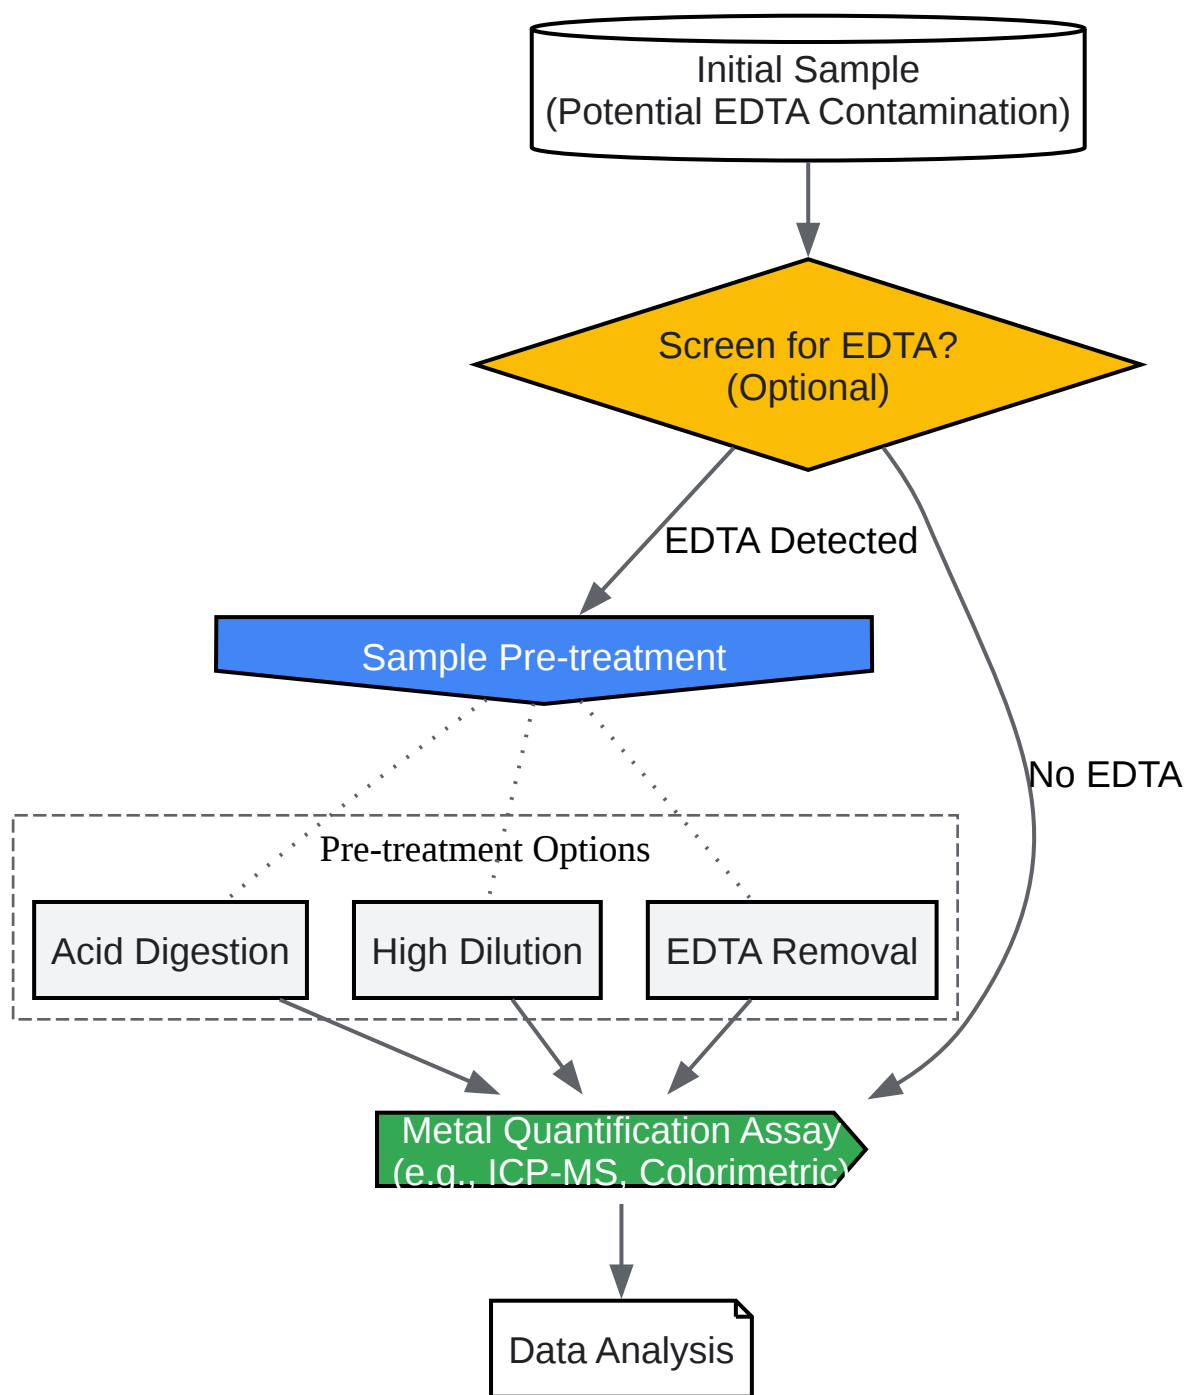 Initial Sample
(Potential EDTA Contamination)
Screen for EDTA?
(Optional)
EDTA Detected
Sample Pre-treatment
No EDTA
Pre-treatment Options
Acid Digestion
High Dilution
EDTA Removal
Metal Quantification Assay
(e.g., ICP-MS, Colorimetric)
Data Analysis